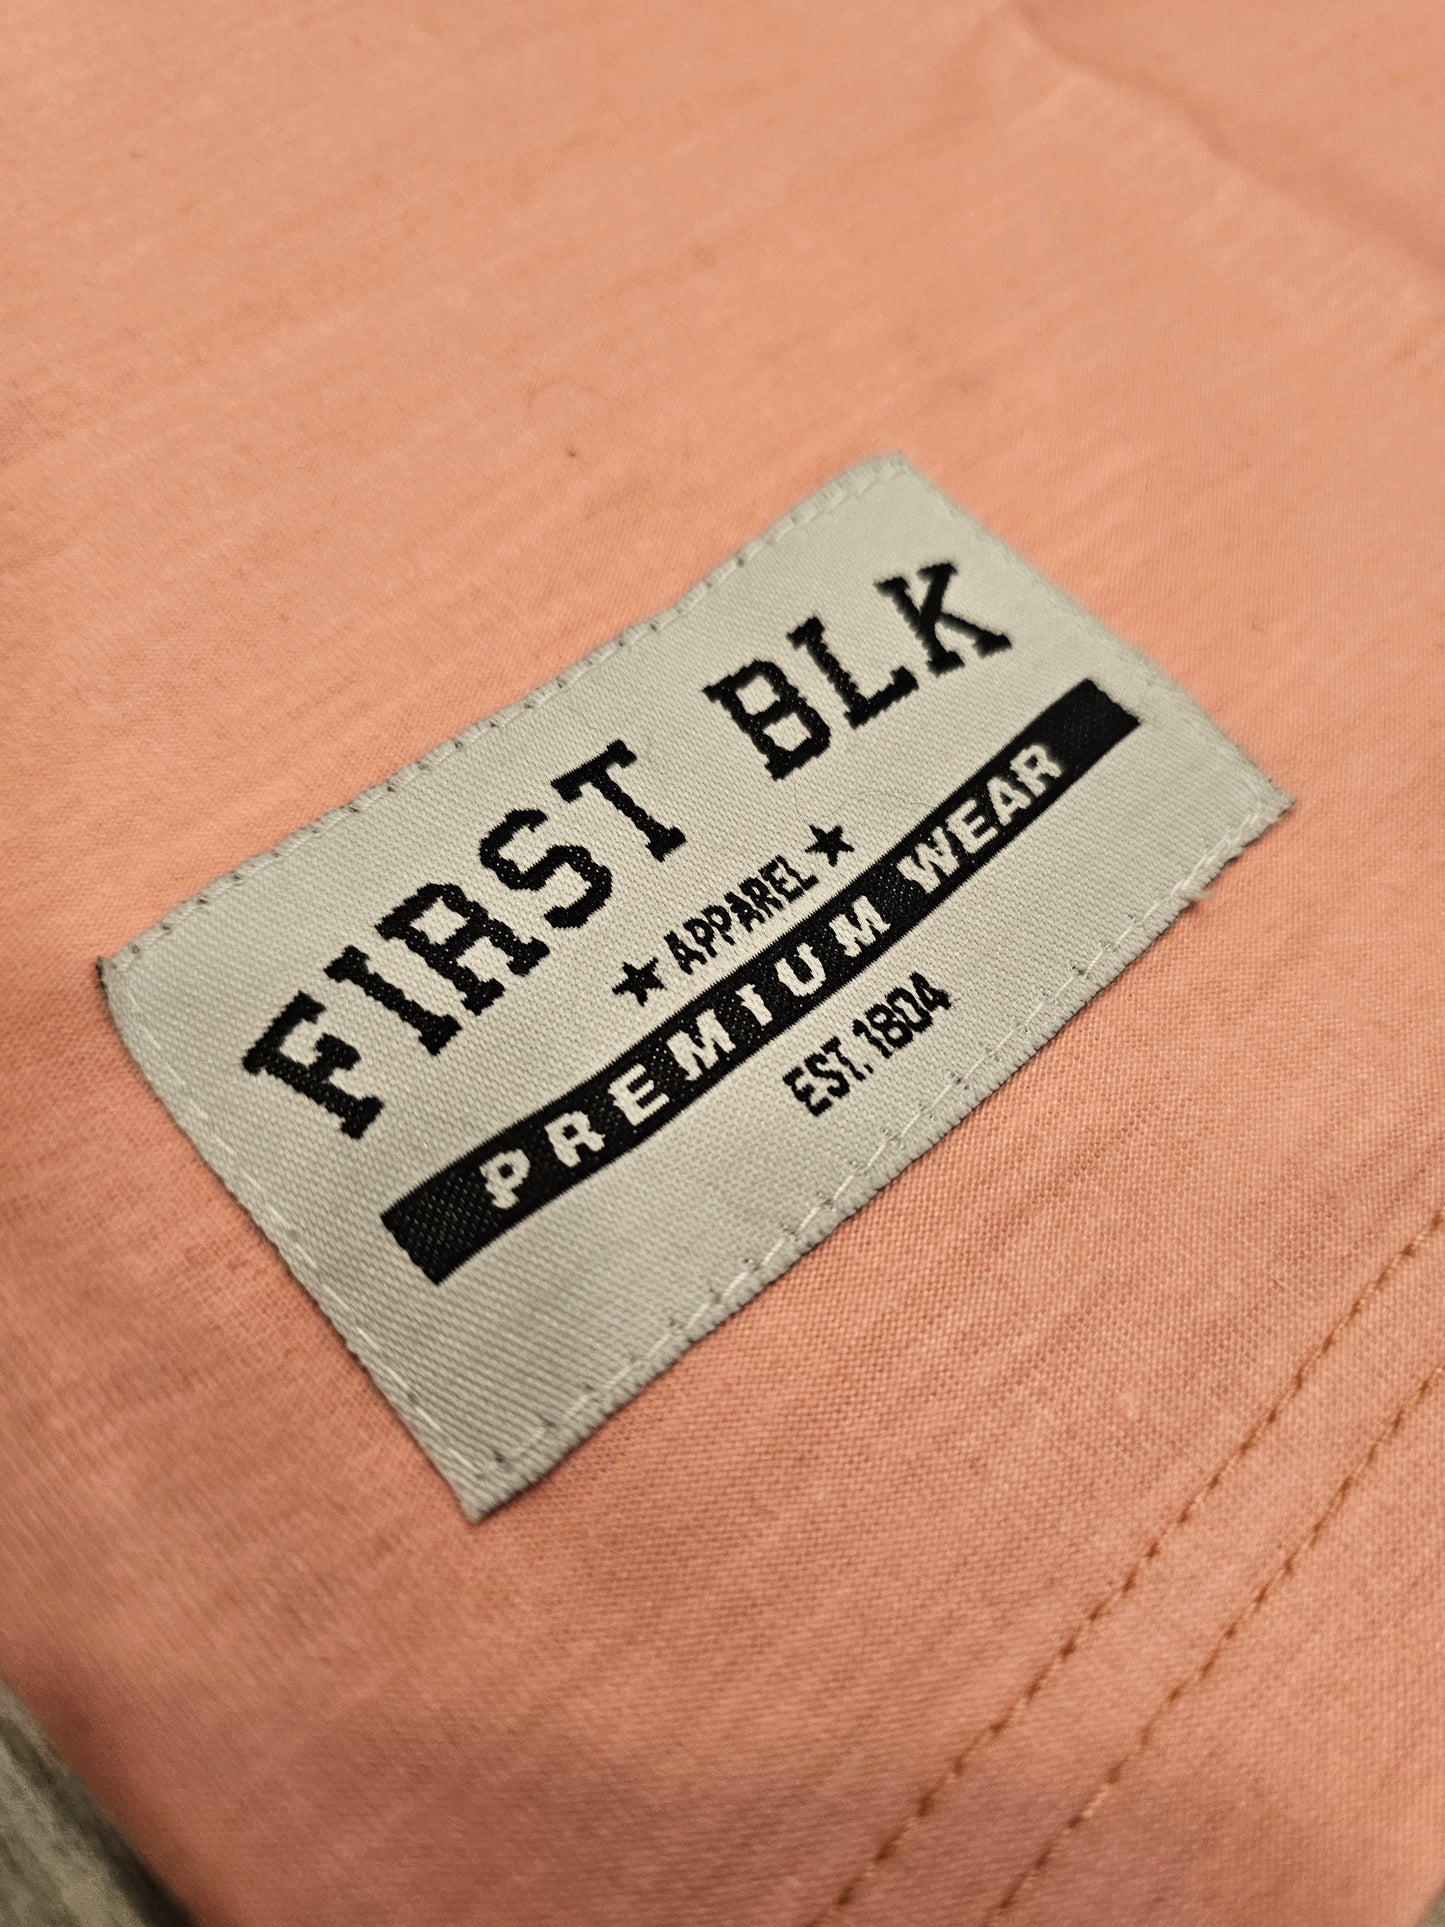 FIRST BLK
★ APPAREL ★
PREMIUM WEAR
EST. 1804